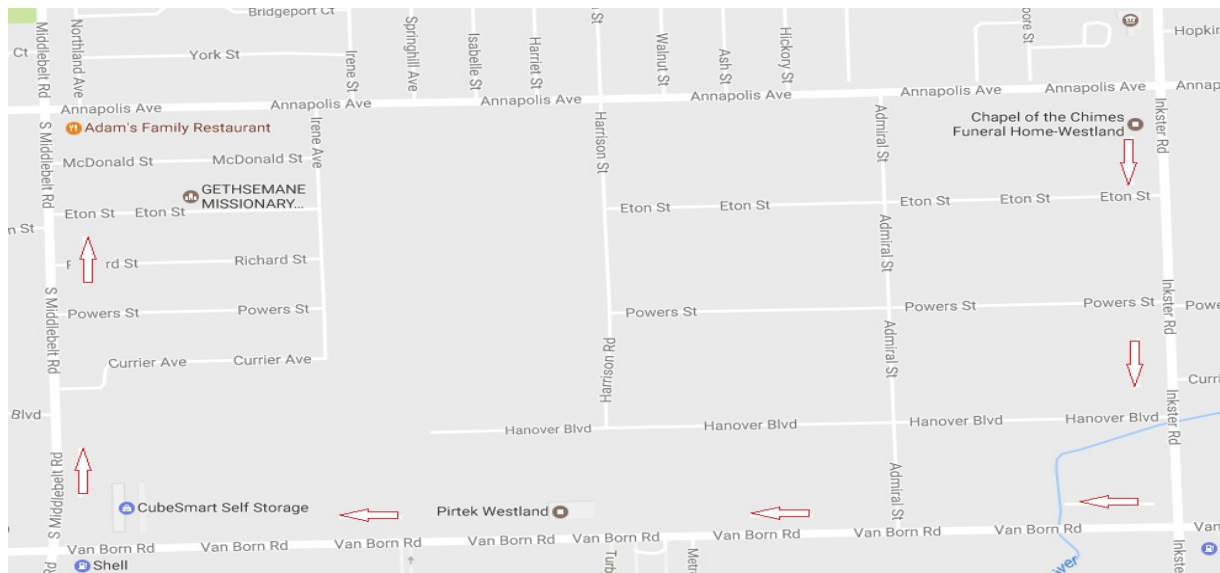 Bridgeport Ct
Middlebelt Rd
Northland Ave
Ct
York St
Irene St
Springhill Ave
Isabelle St
Harriet St
St
Walnut St
Ash St
Hickory St
ore St
Hopkin
Annapolis Ave
Annapolis Ave
Annapolis Ave
Annapolis Ave
Annapolis Ave
Annap
S Middlebelt Rd
Adam's Family Restaurant
Irene Ave
Harrison St
Admiral St
Chapel of the Chimes
Funeral Home-Westland
Inkster Rd
McDonald St
McDonald St
GETHSEMANE
MISSIONARY...
Eton St
Eton St
Eton St
Eton St
Eton St
Eton St
Eton St
n St
Admiral St
rd St
Richard St
S Middlebelt Rd
Powers St
Powers St
Powers St
Powers St
Powers St
Powe
Inkster Rd
Currier Ave
Currier Ave
Harrison Rd
Admiral St
Curri
Blvd
Hanover Blvd
Hanover Blvd
Hanover Blvd
Hanover Blvd
Inkster Rd
S Middlebelt Rd
Admiral St
CubeSmart Self Storage
Pirtek Westland
Van Born Rd
Van Born Rd
Van Born Rd
Van Born Rd
Van Born Rd
Van Born Rd
Van Born Rd
Van Born Rd
Van
Rd
Shell
Turb
Metro
ver
Inkste